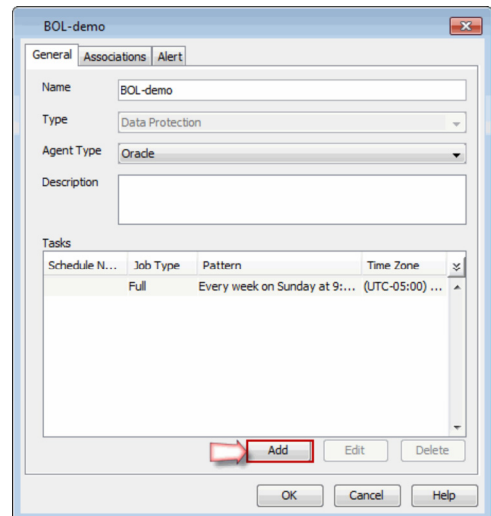 BOL-demo
General Associations Alert
Name BOL-demo
Type Data Protection
Agent Type Oracle
Description
Tasks
Schedule N... Job Type Pattern Time Zone
Full Every week on Sunday at 9:... (UTC-05:00) ...
Add Edit Delete
OK Cancel Help